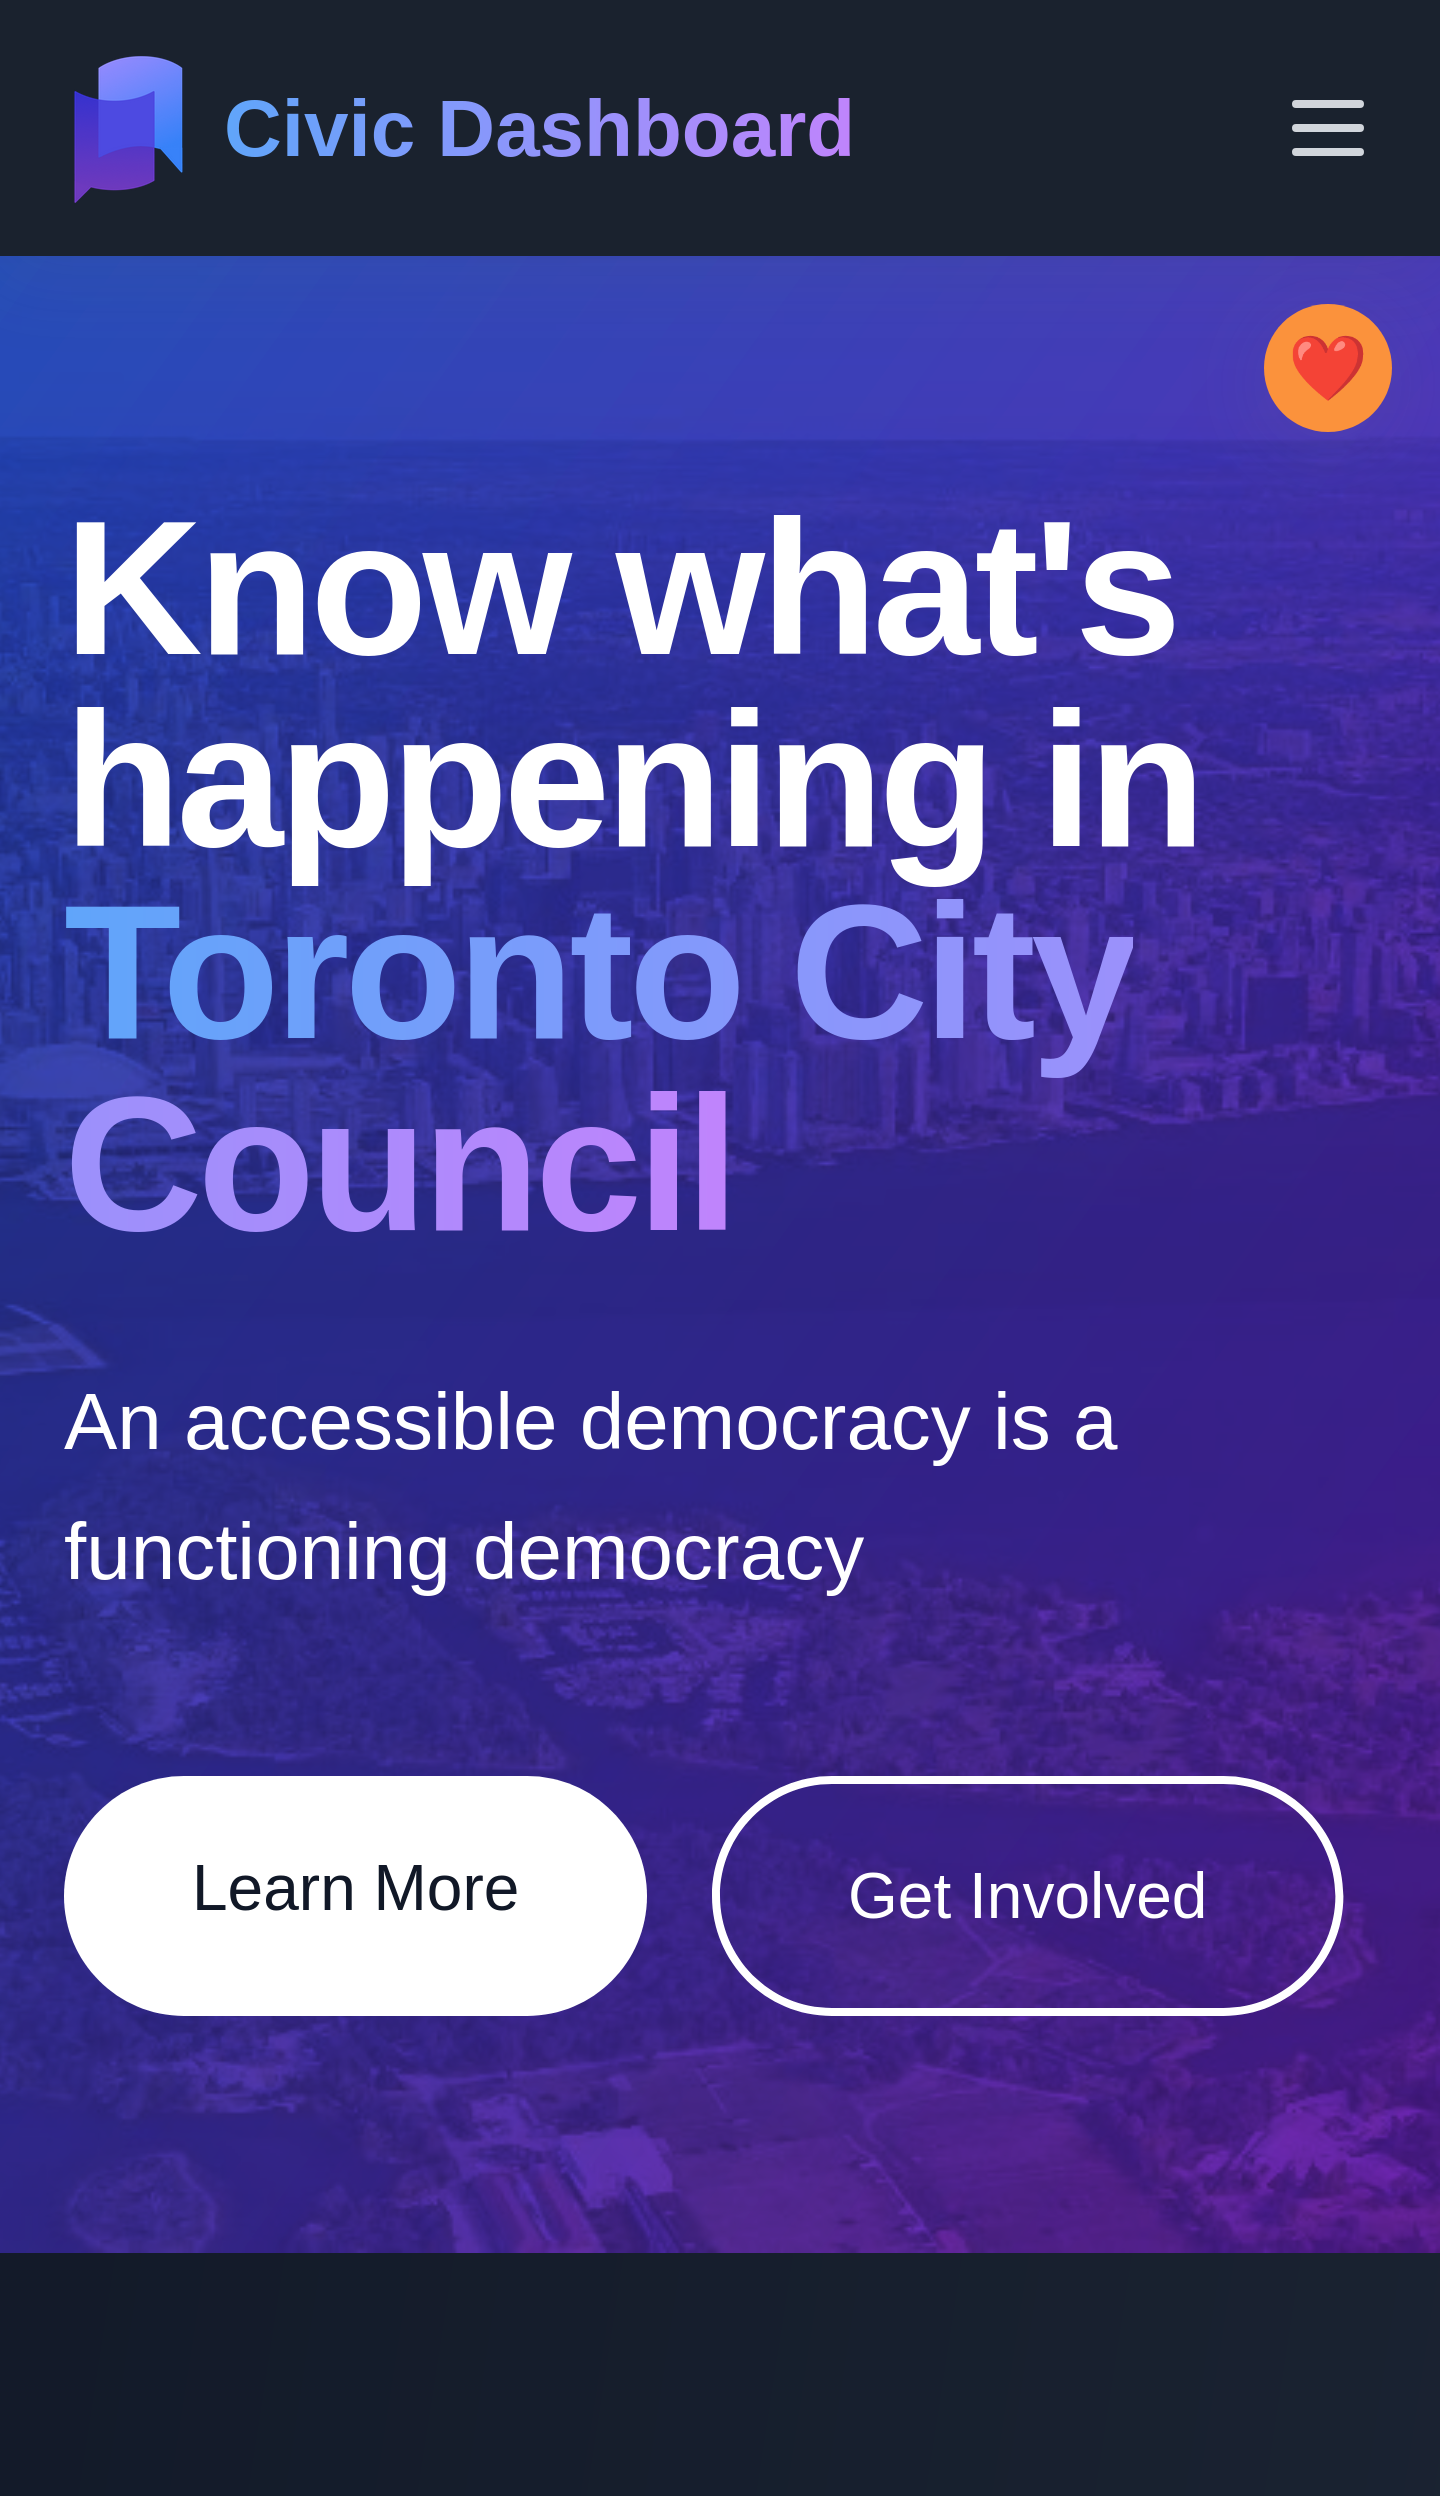 Civic Dashboard
Know what's
happening in
Toronto City
Council
An accessible democracy is a
functioning democracy
Learn More
Get Involved